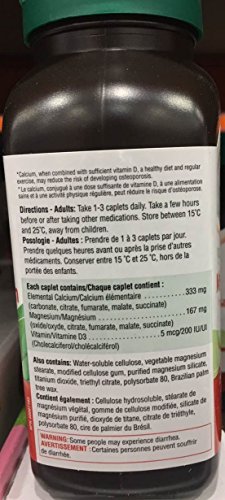 *Calcium, when combined with sufficient vitamin D, a healthy diet and regular
exercise, may reduce the risk of developing osteoporosis.
*Le calcium, conjugué à une dose suffisante de vitamine D, à une alimentation
saine et à une activité physique régulière, peut réduire le risque d'ostéoporose.
Directions - Adults: Take 1-3 caplets daily. Take a few hours
before or after taking other medications. Store between 15°C
and 25°C, away from children.
Posologie - Adultes : Prendre de 1 à 3 caplets par jour.
Prendre quelques heures avant ou après la prise d'autres
médicaments. Conserver entre 15 °C et 25 °C, hors de la
portée des enfants.
Each caplet contains/Chaque caplet contient :
Elemental Calcium/Calcium élémentaire 333 mg
(carbonate, citrate, fumarate, malate, succinate)
Magnesium/Magnésium 167 mg
(oxide/oxyde, citrate, fumarate, malate, succinate)
Vitamin/Vitamine D3 5 mcg/200 IU/UI
(Cholecalciferol/cholécalciférol)
Also contains: Water-soluble cellulose, vegetable magnesium
stearate, modified cellulose gum, purified magnesium silicate,
titanium dioxide, triethyl citrate, polysorbate 80, Brazilian palm
tree wax.
Contient également : Cellulose hydrosoluble, stéarate de
magnésium végétal, gomme de cellulose modifiée, silicate de
magnésium purifié, dioxyde de titane, citrate de triéthyle,
polysorbate 80, cire de palmier du Brésil.
WARNING: Some people may experience diarrhea.
AVERTISSEMENT : Certaines personnes peuvent souffrir
de diarrhée.